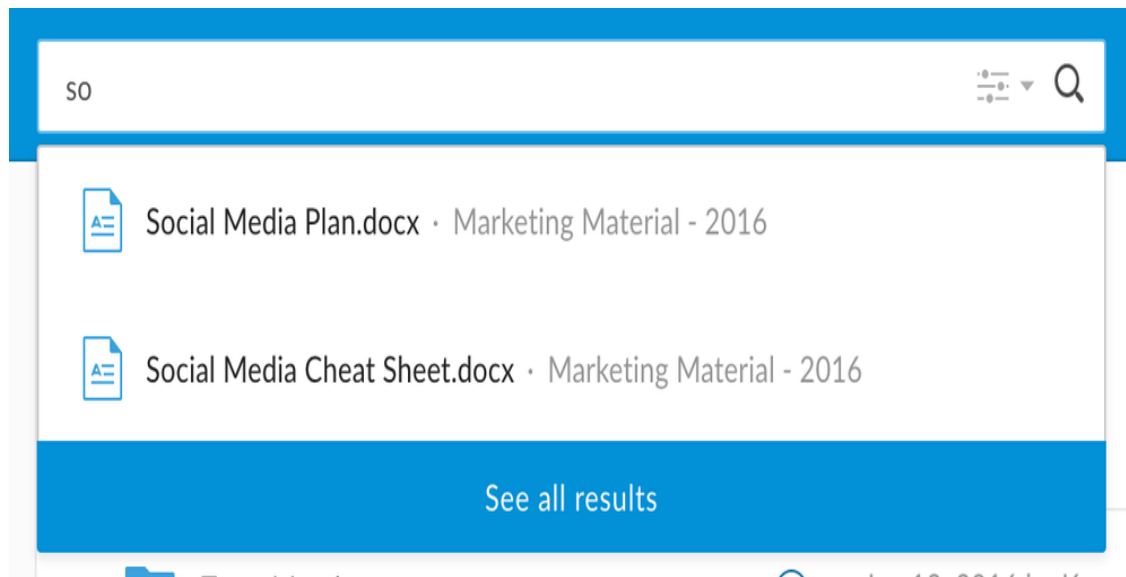 so
Social Media Plan.docx · Marketing Material - 2016
Social Media Cheat Sheet.docx · Marketing Material - 2016
See all results